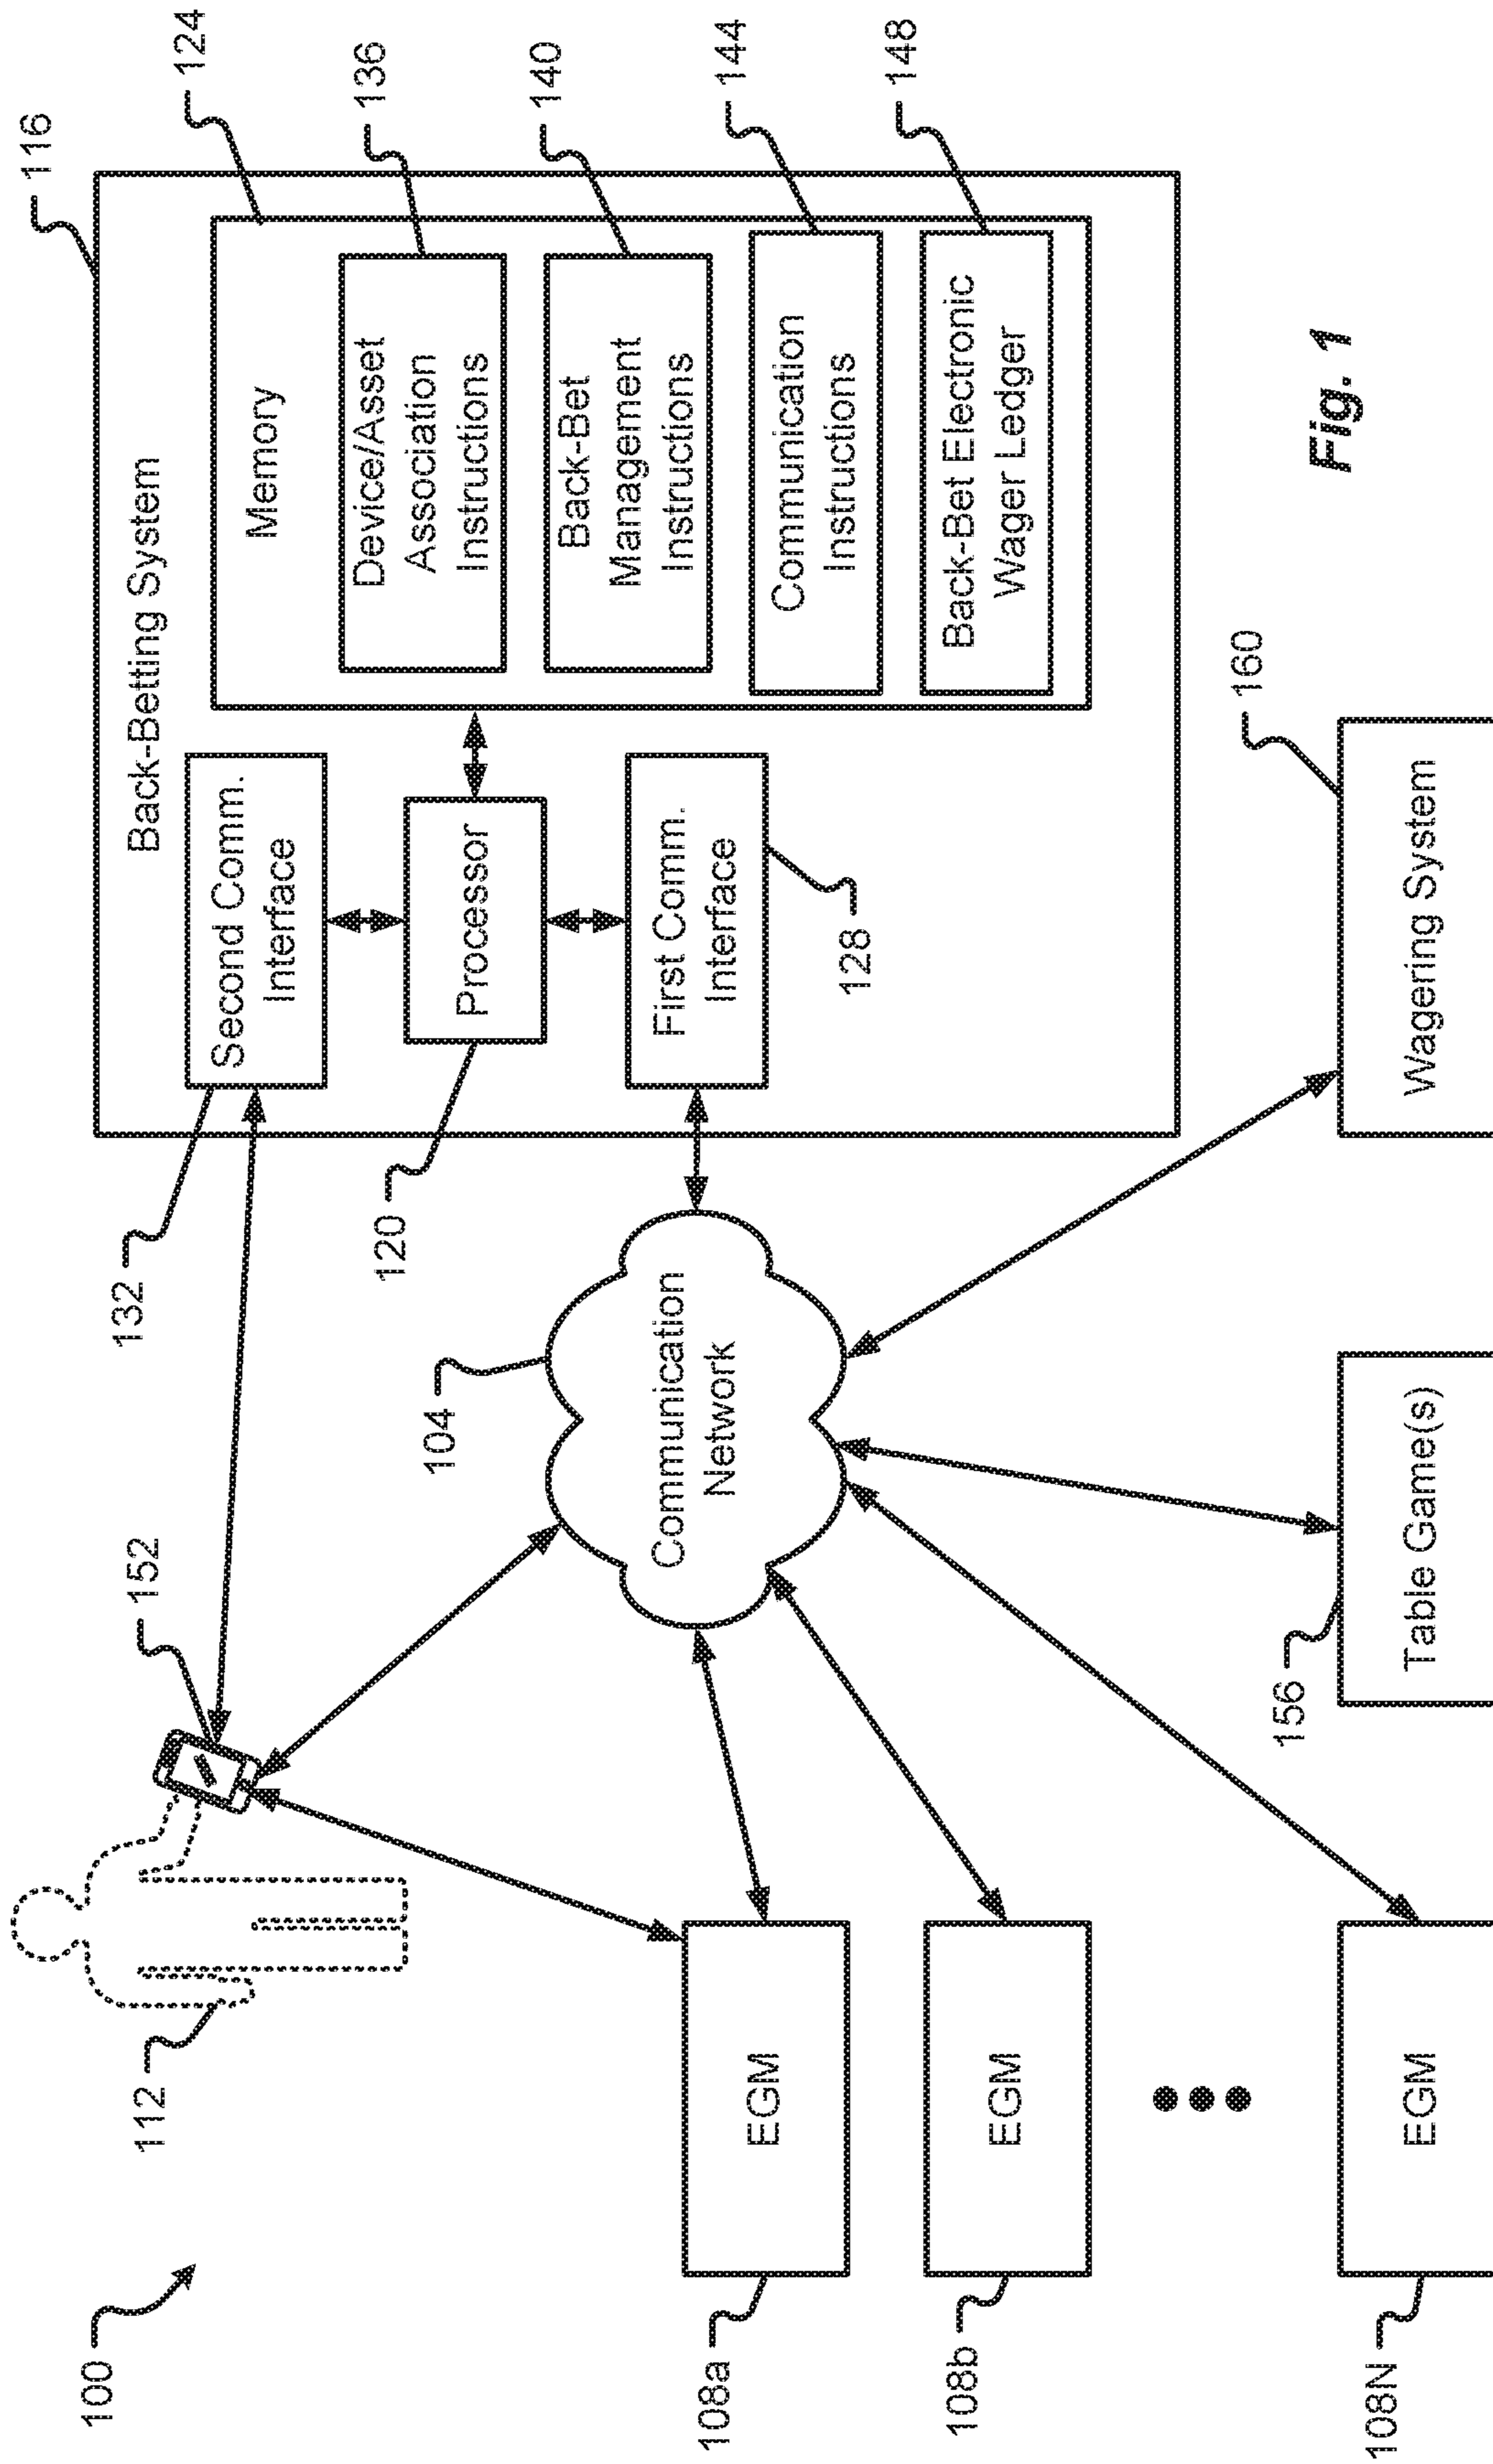 100
112
152
132
116
124
Back-Betting System
Second Comm.
Interface
Processor
120
First Comm.
Interface
128
Memory
Device/Asset
Association
Instructions
136
Back-Bet
Management
Instructions
140
Communication
Instructions
144
Back-Bet Electronic
Wager Ledger
148
104
Communication
Network
EGM
108a
EGM
108b
EGM
108N
Table Game(s)
156
Wagering System
160
Fig. 1